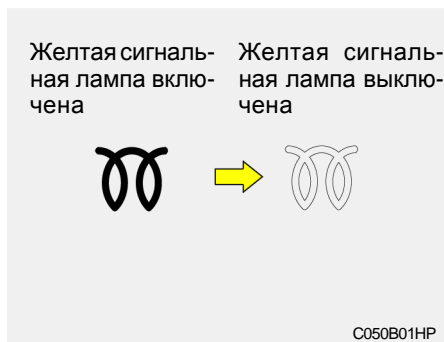 Желтая сигналь-
ная лампа вклю-
чена
Желтая сигналь-
ная лампа выклю-
чена
C050B01HP